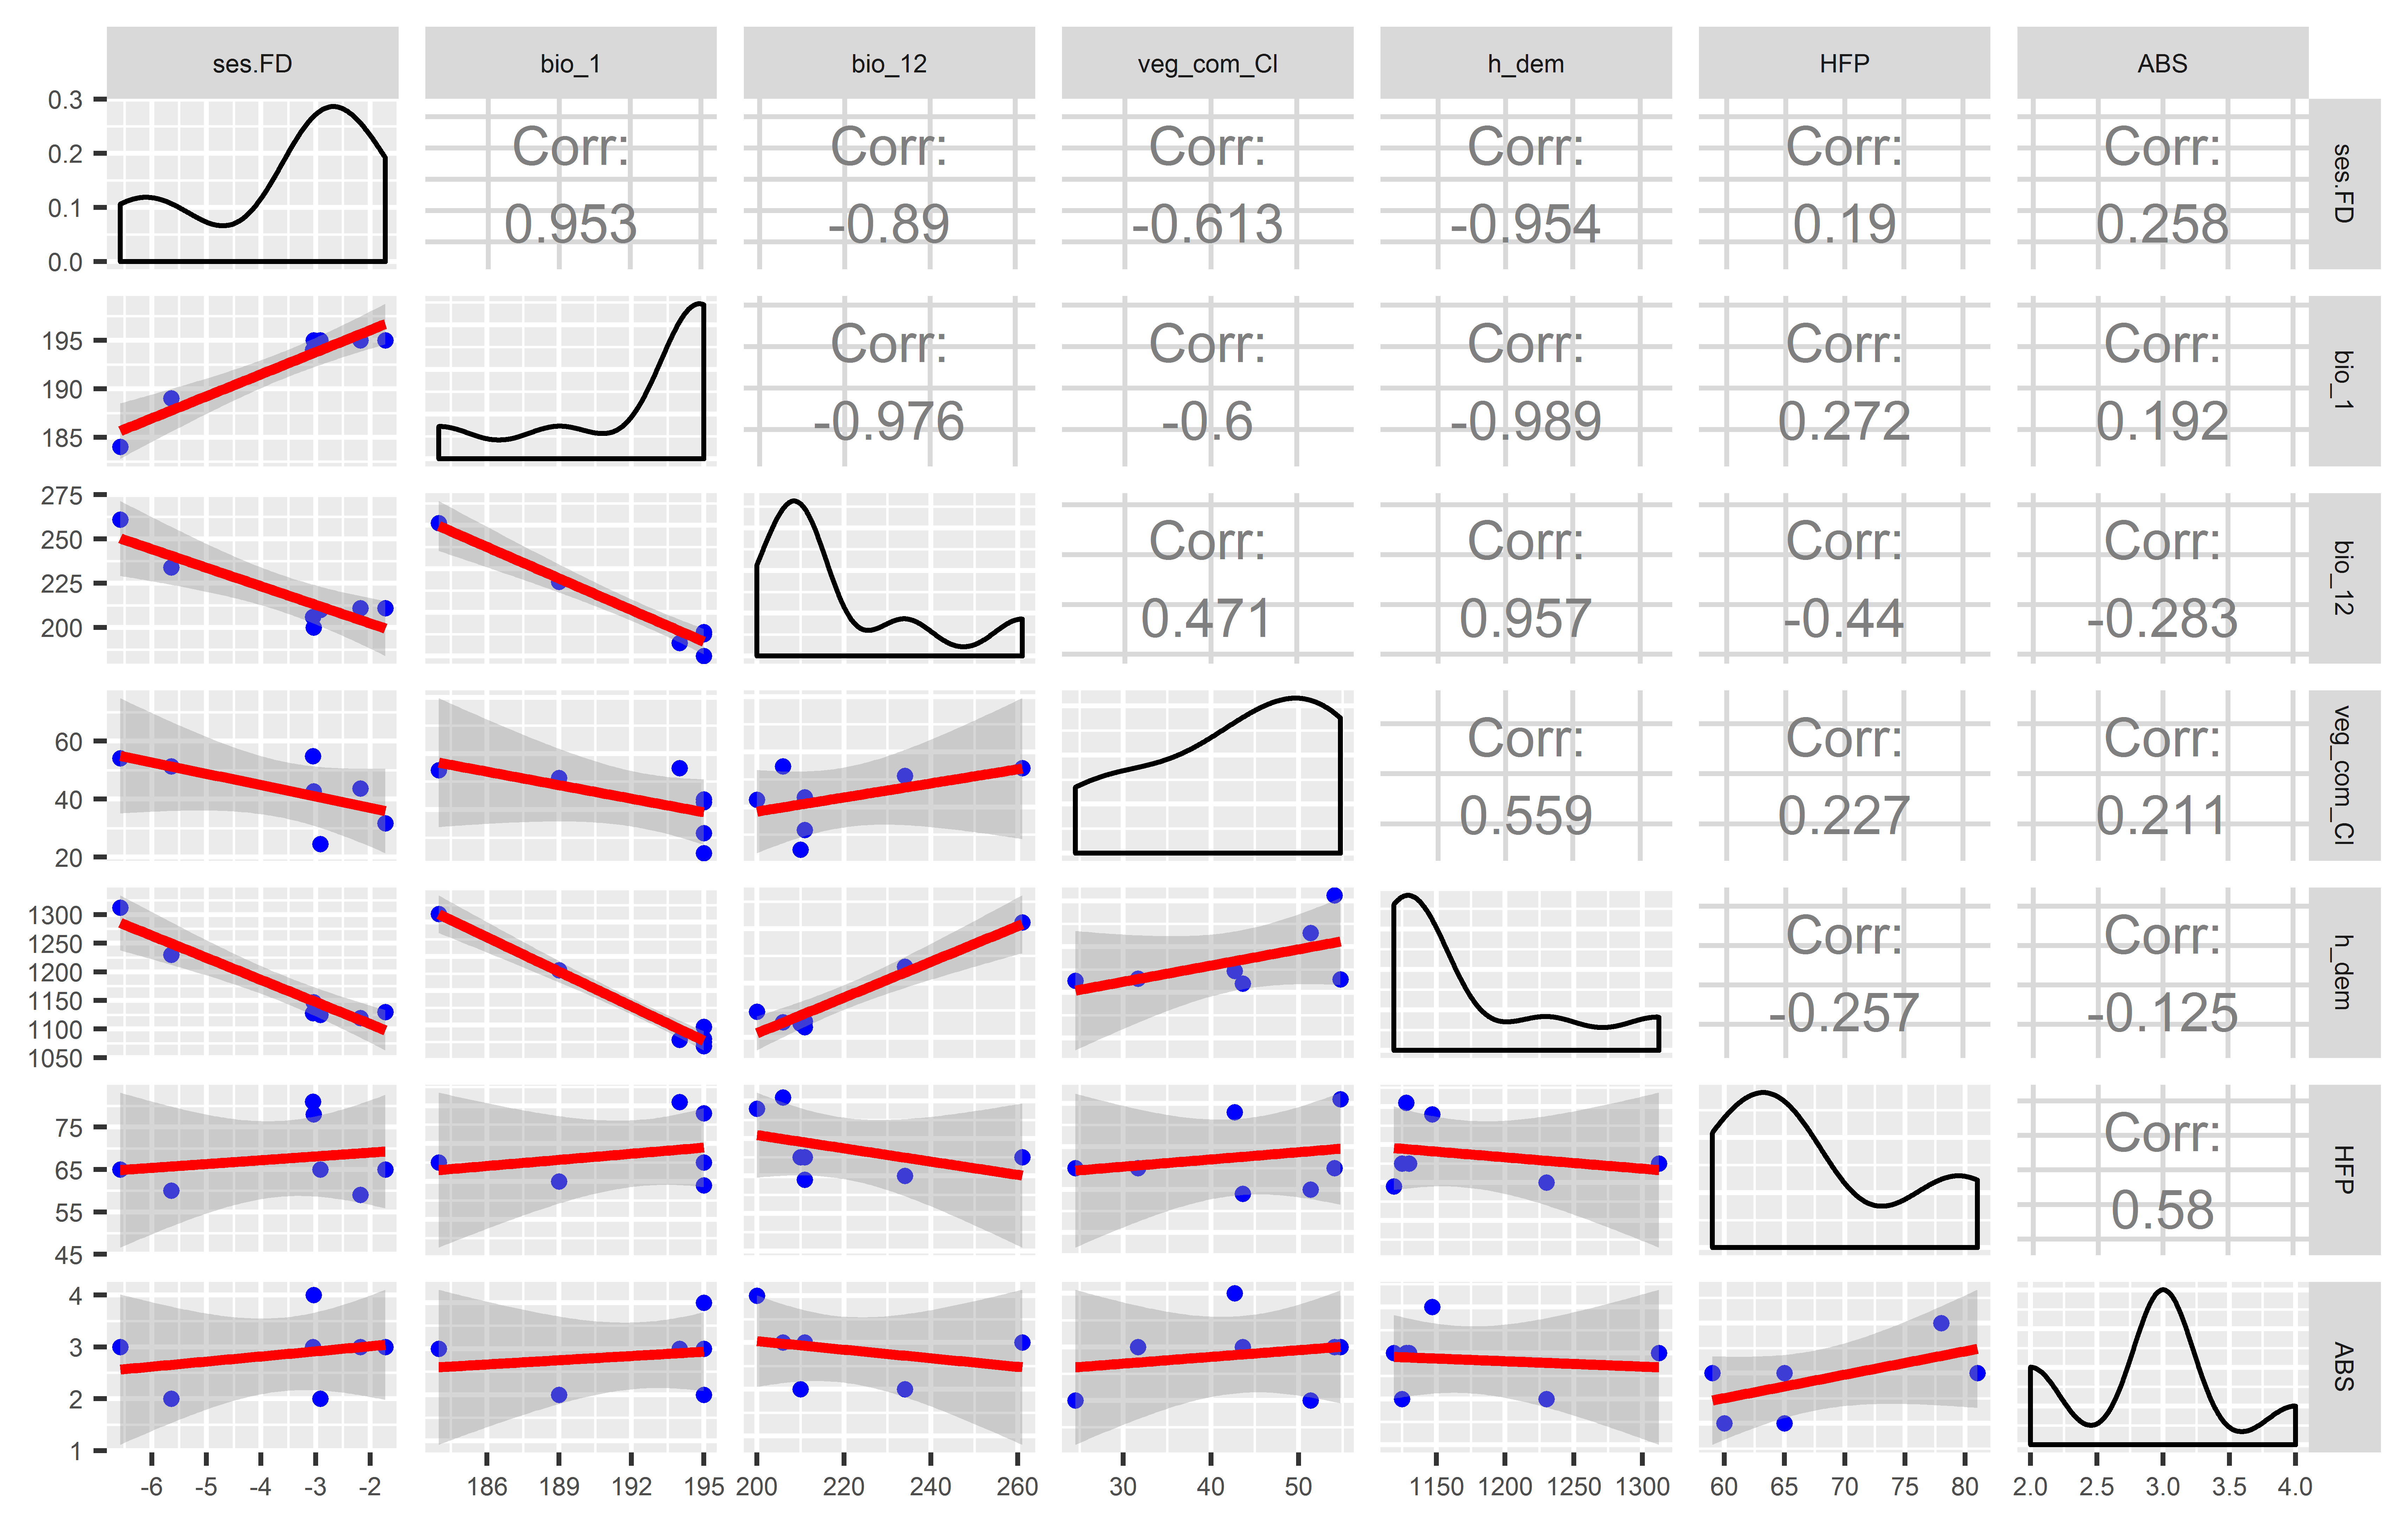 ses.FD bio_1 bio_12 veg_com_CI h_dem HFP ABS
0.3
0.2
0.1
0.0
Corr: Corr: Corr: Corr: Corr: Corr:
0.953 -0.89 -0.613 -0.954 0.19 0.258
ses.FD
195
190
185
Corr: Corr: Corr: Corr: Corr:
-0.976 -0.6 -0.989 0.272 0.192
bio_1
275
250
225
200
Corr: Corr: Corr: Corr:
0.471 0.957 -0.44 -0.283
bio_12
60
40
20
Corr: Corr: Corr:
0.559 0.227 0.211
veg_com_CI
1300
1250
1200
1150
1100
1050
Corr: Corr:
-0.257 -0.125
h_dem
75
65
55
45
Corr:
0.58
HFP
4
3
2
1
ABS
-6 -5 -4 -3 -2 186 189 192 195 200 220 240 260 30 40 50 1150 1200 1250 1300 60 65 70 75 80 2.0 2.5 3.0 3.5 4.0